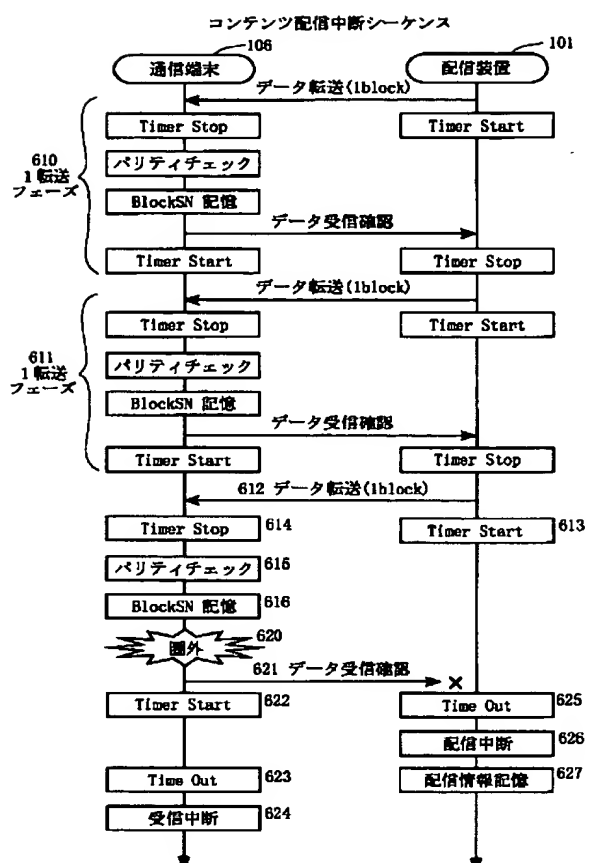 コンテンツ配信中断シーケンス
106
101
通信端末
配信装置
データ転送(1block)
Timer Stop
Timer Start
610
1 転送
フェーズ
パリティチェック
BlockSN 記憶
データ受信確認
Timer Start
Timer Stop
データ転送(1block)
Timer Stop
Timer Start
611
1 転送
フェーズ
パリティチェック
BlockSN 記憶
データ受信確認
Timer Start
Timer Stop
612 データ転送(1block)
Timer Stop 614
Timer Start 613
パリティチェック 615
BlockSN 記憶 616
圏外 620
621 データ受信確認
×
Timer Start 622
Time Out 625
配信中断 626
Time Out 623
配信情報記憶 627
受信中断 624